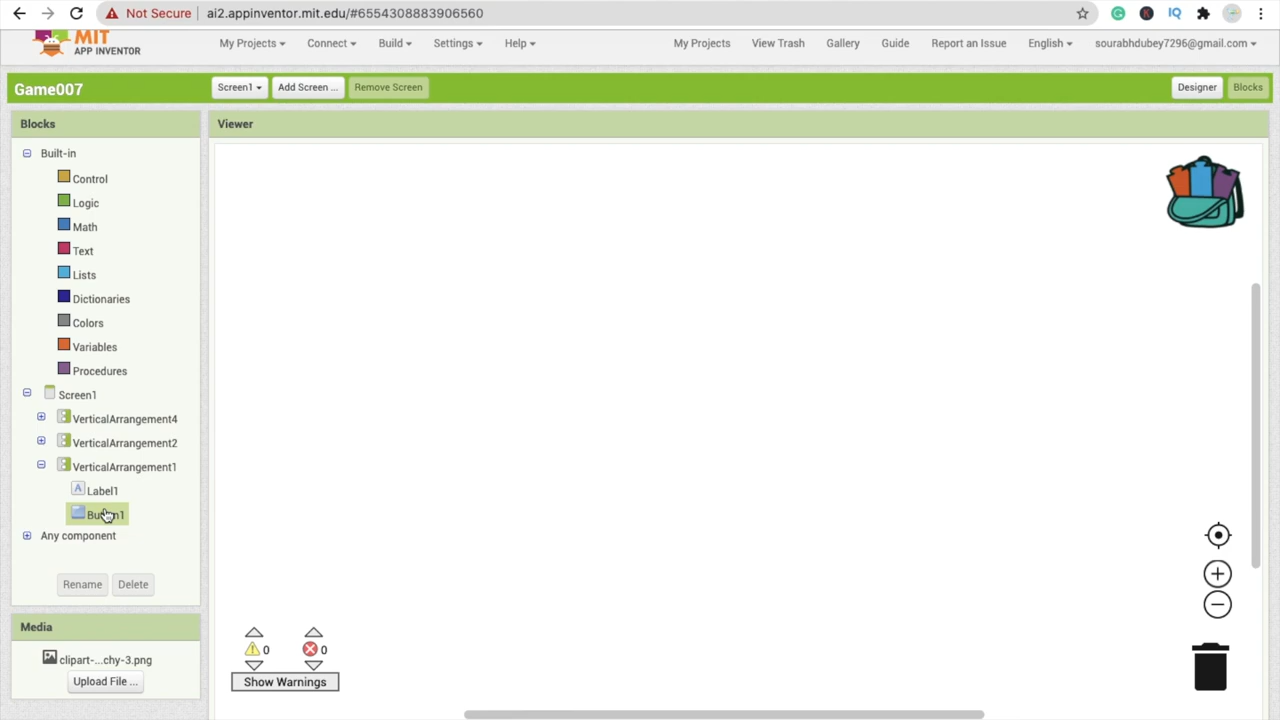 Not Secure ai2.appinventor.mit.edu/#6554308883906560
MIT
APP INVENTOR
My Projects Connect Build Settings Help My Projects View Trash Gallery Guide Report an Issue English sourabhdubey7296@gmail.com
Game007 Screen1 Add Screen ... Remove Screen Designer Blocks
Blocks
Viewer
Built-in
Control
Logic
Math
Text
Lists
Dictionaries
Colors
Variables
Procedures
Screen1
VerticalArrangement4
VerticalArrangement2
VerticalArrangement1
A Label1
Button1
Any component
Rename Delete
Media
clipart-...chy-3.png
Upload File ...
0 0
Show Warnings